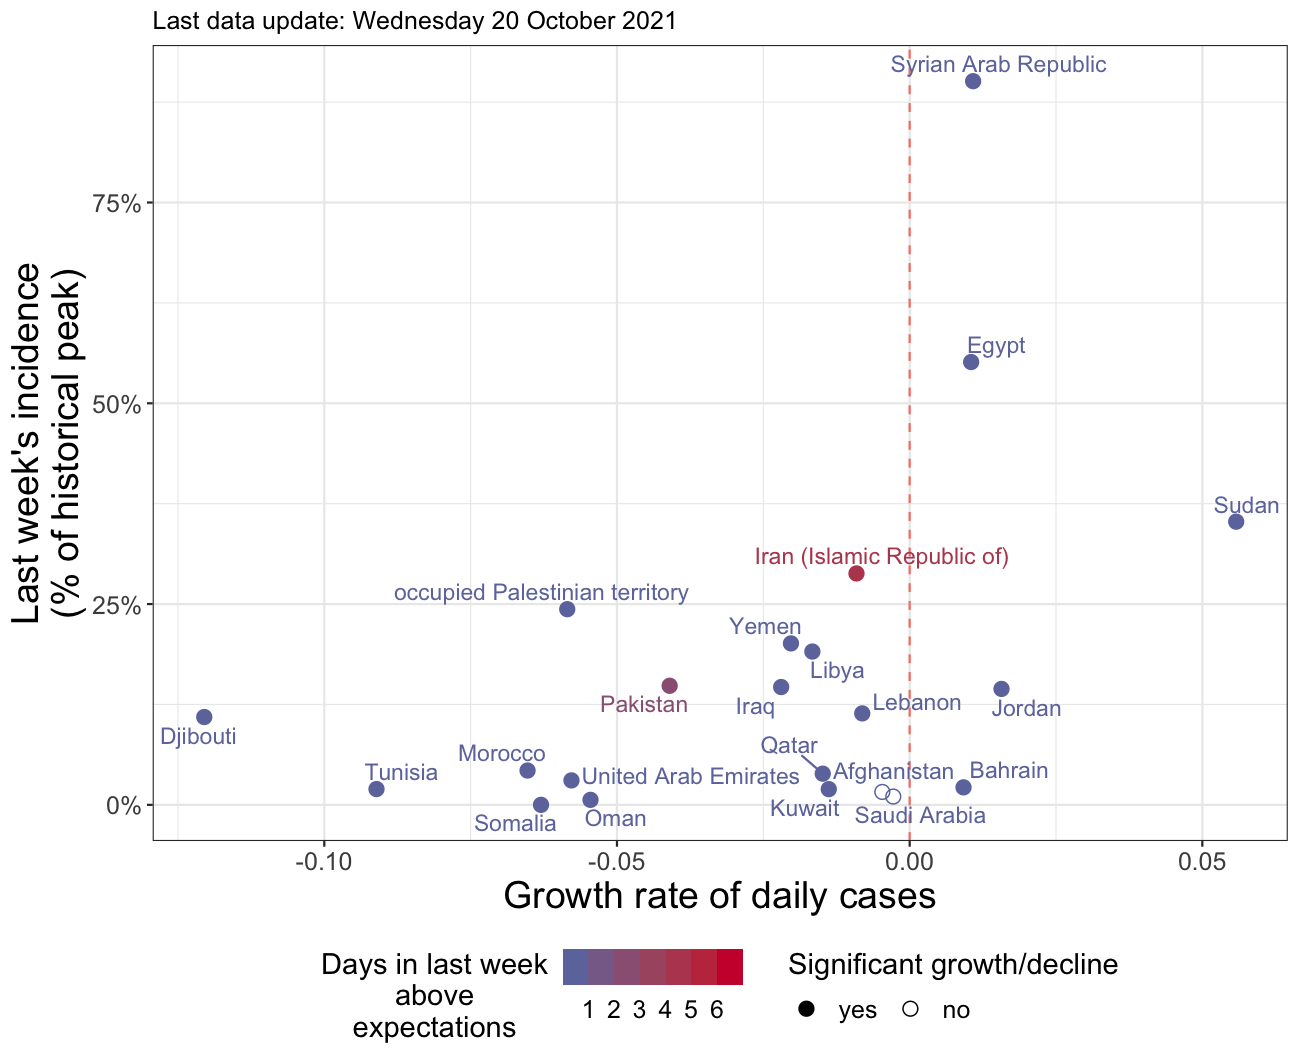 Last data update: Wednesday 20 October 2021
Syrian Arab Republic
75%
Egypt
50%
Sudan
Iran (Islamic Republic of)
occupied Palestinian territory
25%
Yemen
Libya
Pakistan
Iraq
Lebanon
Jordan
Djibouti
Morocco
Qatar
Tunisia
United Arab Emirates
Afghanistan
Bahrain
0%
Kuwait
Saudi Arabia
Somalia
Oman
Last week's incidence
(% of historical peak)
-0.10
-0.05
0.00
0.05
Growth rate of daily cases
Days in last week
above
expectations
1 2 3 4 5 6
Significant growth/decline
yes
no